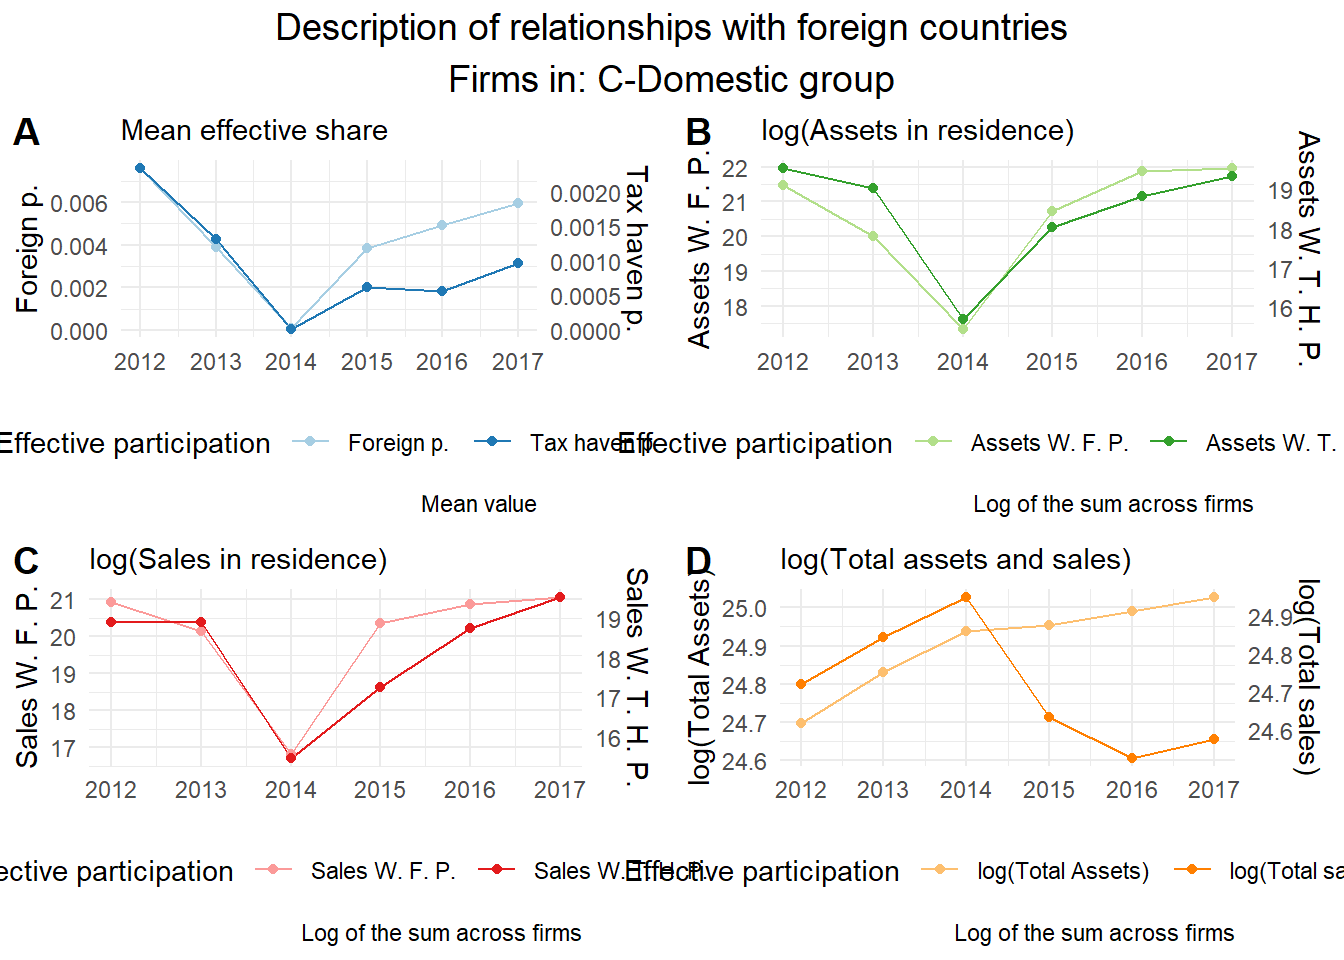 Description of relationships with foreign countries
Firms in: C-Domestic group
A
Mean effective share
Foreign p.
0.006
0.004
0.002
0.000
0.0020
0.0015
0.0010
0.0005
0.0000
Tax haven p.
2012 2013 2014 2015 2016 2017
Effective participation Foreign p. Tax haven p.
Mean value
B
log(Assets in residence)
Assets W. F. P.
22
21
20
19
18
19
18
17
16
Assets W. T. H. P.
2012 2013 2014 2015 2016 2017
Effective participation Assets W. F. P. Assets W. T.
Log of the sum across firms
C
log(Sales in residence)
Sales W. F. P.
21
20
19
18
17
19
18
17
16
Sales W. T. H. P.
2012 2013 2014 2015 2016 2017
ective participation Sales W. F. P. Sales W. T. H. P.
Log of the sum across firms
D
log(Total assets and sales)
log(Total Assets)
25.0
24.9
24.8
24.7
24.6
24.9
24.8
24.7
24.6
log(Total sales)
2012 2013 2014 2015 2016 2017
Effective participation log(Total Assets) log(Total sa
Log of the sum across firms